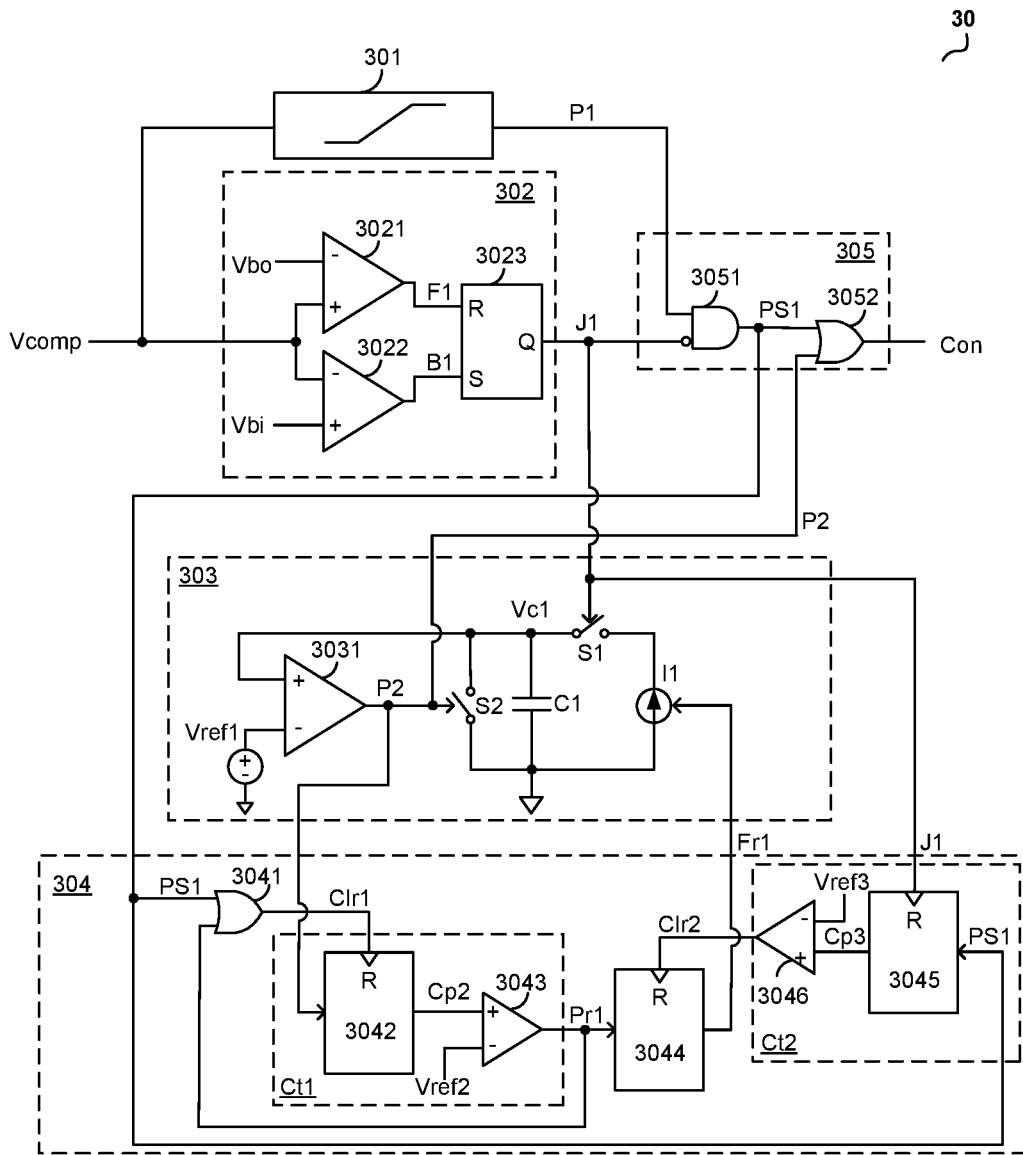 30
301
P1
302
305
3021
3023
3051
Vbo
-
+
F1
R
PS1
3052
J1
Vcomp
3022
Q
Con
-
B1
S
Vbi
+
P2
303
Vc1
3031
S1
+
P2
I1
S2
C1
Vref1
-
+
-
Fr1
J1
304
PS1
3041
Vref3
Clr1
Clr2
-
R
PS1
Cp3
R
Cp2
3043
+
3046
3045
3042
+
Pr1
R
-
3044
Ct2
Vref2
Ct1